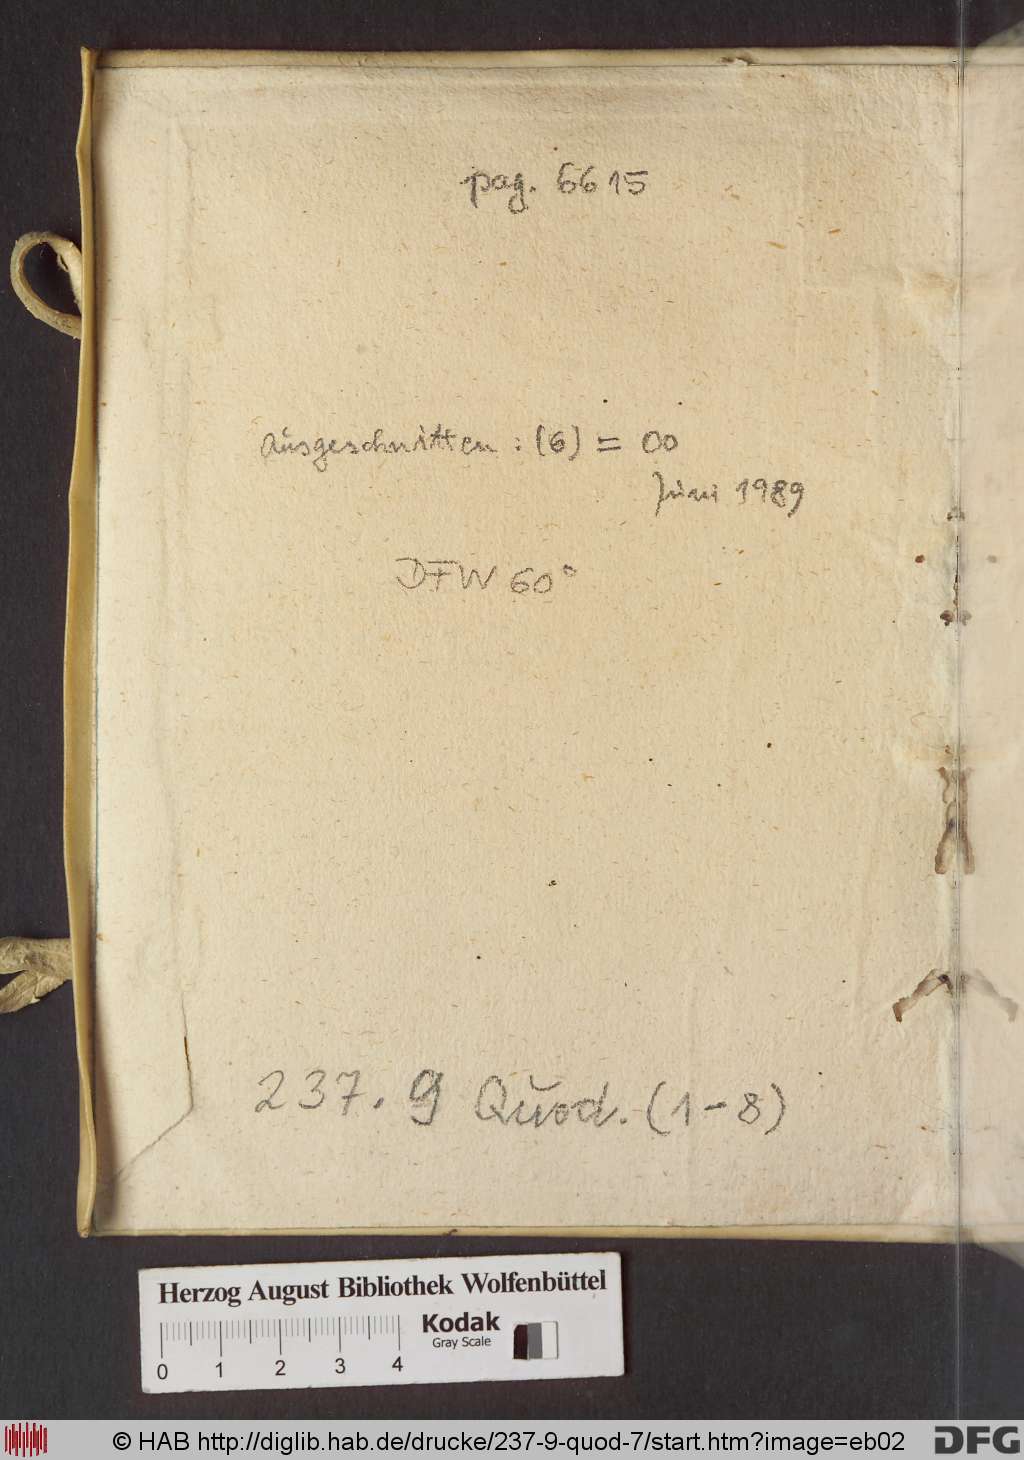 pag. 6615
ausgeschnitten : (6) = 00
Juni 1989
DFW 60°
237.9 Quod. (1-8)
Herzog August Bibliothek Wolfenbüttel
Kodak
Gray Scale
0 1 2 3 4
© HAB http://diglib.hab.de/drucke/237-9-quod-7/start.htm?image=eb02
DFG